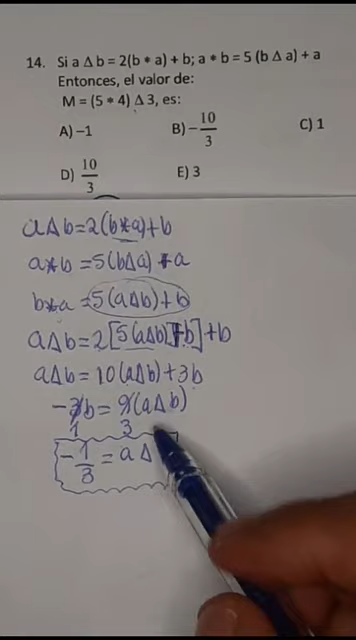 14. Si a Δ b = 2(b * a) + b; a * b = 5 (b Δ a) + a
Entonces, el valor de:
M = (5 * 4) Δ 3, es:
A) −1
B) −10/3
C) 1
D) 10/3
E) 3
aΔb=2(b*a)+b
a*b=5(bΔa)+a
b*a=5(aΔb)+b
aΔb=2[5(aΔb)+b]+b
aΔb=10(aΔb)+3b
-3b=9(aΔb)
1 3
-1/3=aΔ